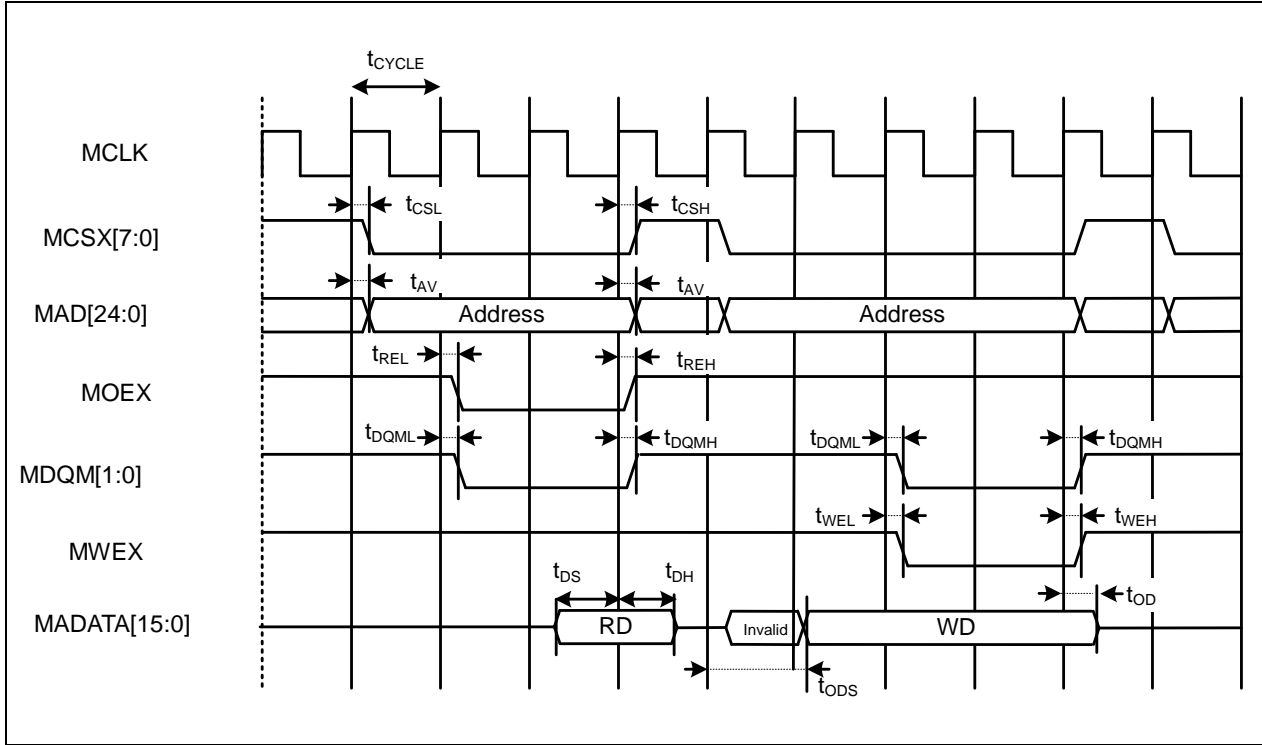 tCYCLE
MCLK
tCSL tCSH
MCSX[7:0]
tAV tAV
MAD[24:0] Address Address
tREL tREH
MOEX
tDQML tDQMH tDQML tDQMH
MDQM[1:0]
tWEL tWEH
MWEX
tDS tDH
tOD
MADATA[15:0] RD Invalid WD
tODS